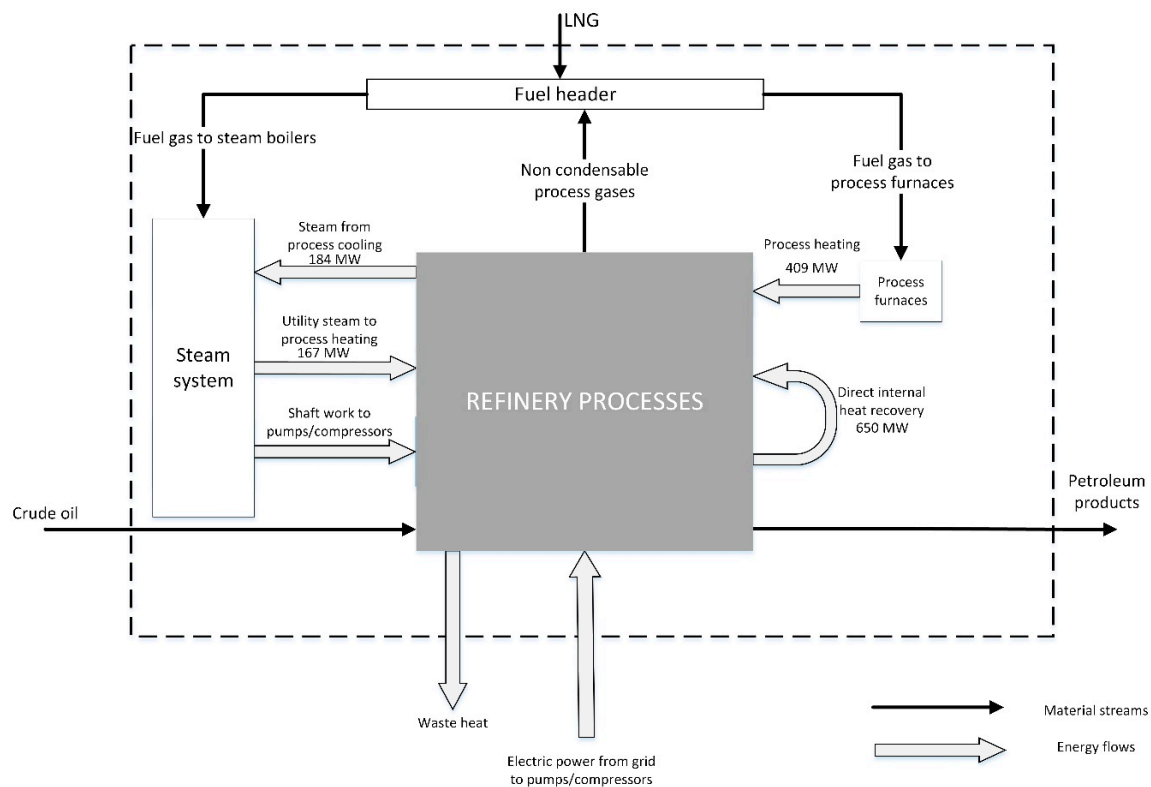 LNG
Fuel header
Fuel gas to steam boilers
Non condensable
process gases
Fuel gas to
process furnaces
Steam from
process cooling
184 MW
Process heating
409 MW
Process
furnaces
Utility steam to
process heating
167 MW
Steam
system
REFINERY PROCESSES
Direct internal
heat recovery
650 MW
Shaft work to
pumps/compressors
Crude oil
Petroleum
products
Waste heat
Electric power from grid
to pumps/compressors
Material streams
Energy flows